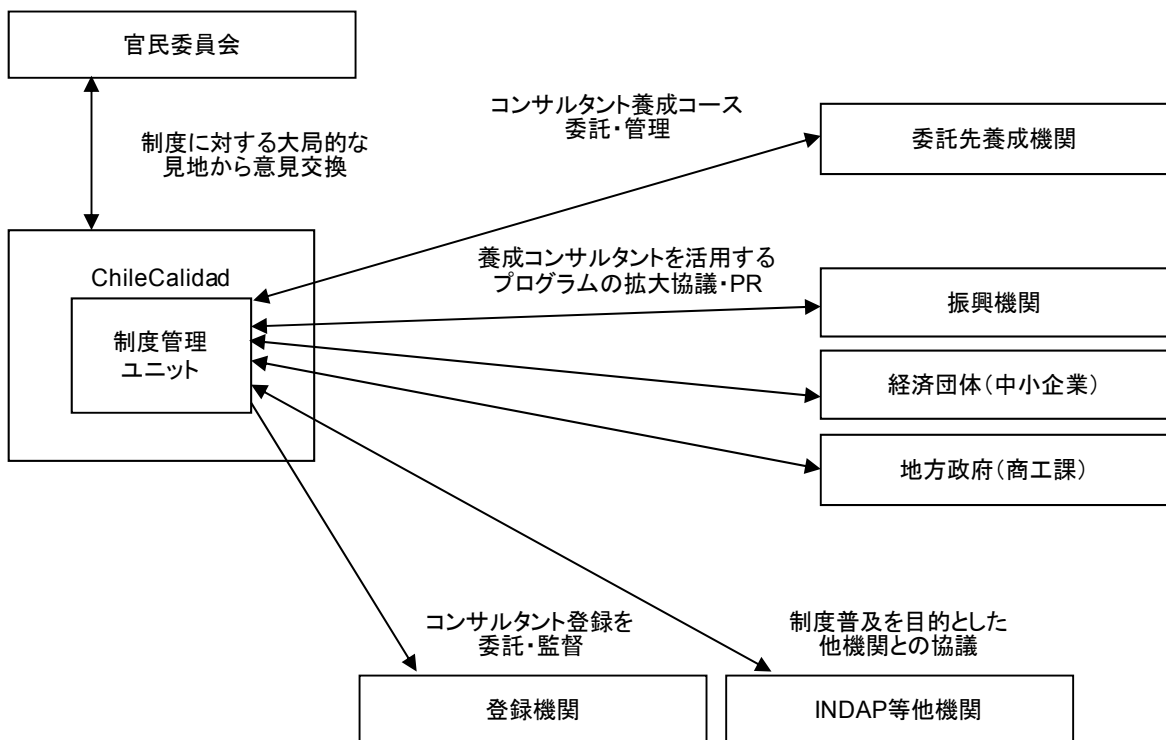 官民委員会
制度に対する大局的な
見地から意見交換
コンサルタント養成コース
委託・管理
委託先養成機関
ChileCalidad
制度管理
ユニット
養成コンサルタントを活用する
プログラムの拡大協議・PR
振興機関
経済団体（中小企業）
地方政府（商工課）
コンサルタント登録を
委託・監督
制度普及を目的とした
他機関との協議
登録機関
INDAP等他機関